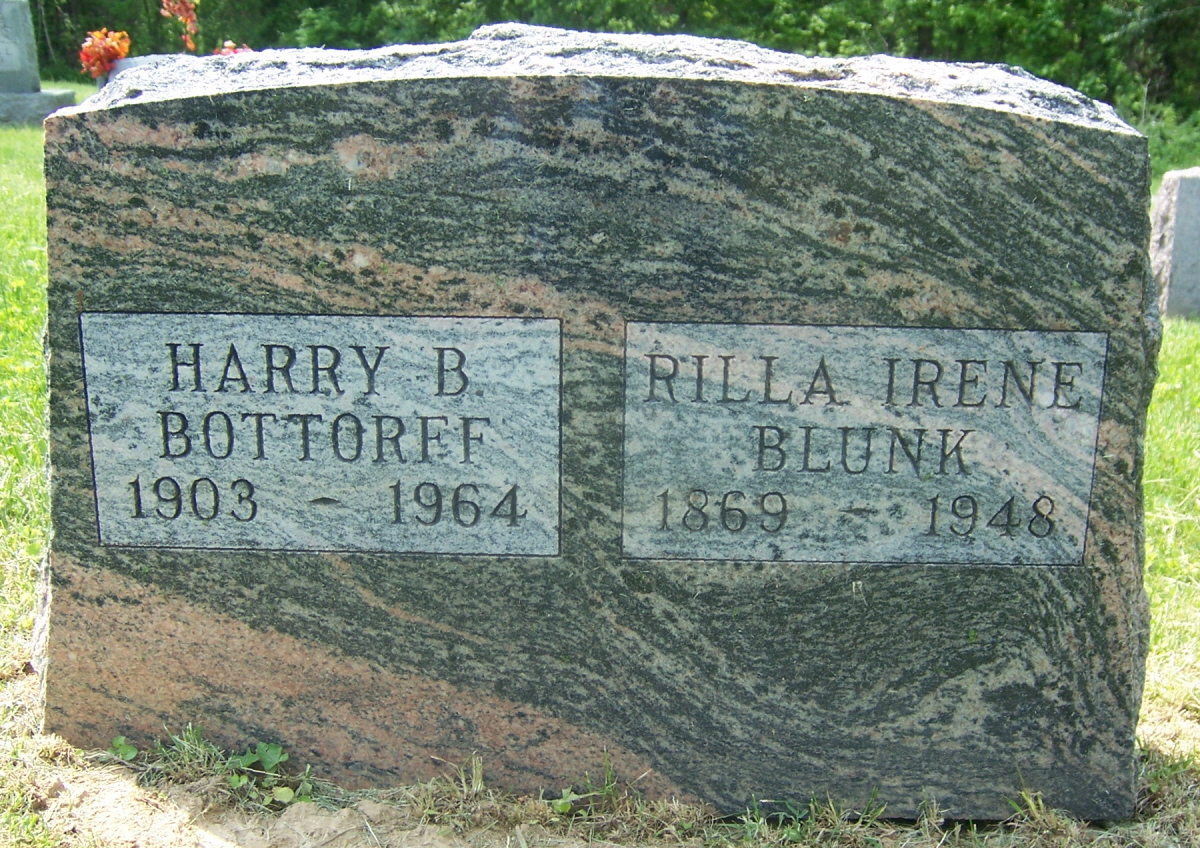 HARRY B.
BOTTORFF
1903 - 1964
RILLA IRENE
BLUNK
1869 - 1948